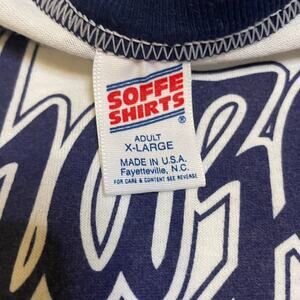 SOFFE
SHIRTS
®
ADULT
X-LARGE
MADE IN U.S.A.
Fayetteville, N.C.
FOR CARE & CONTENT SEE REVERSE